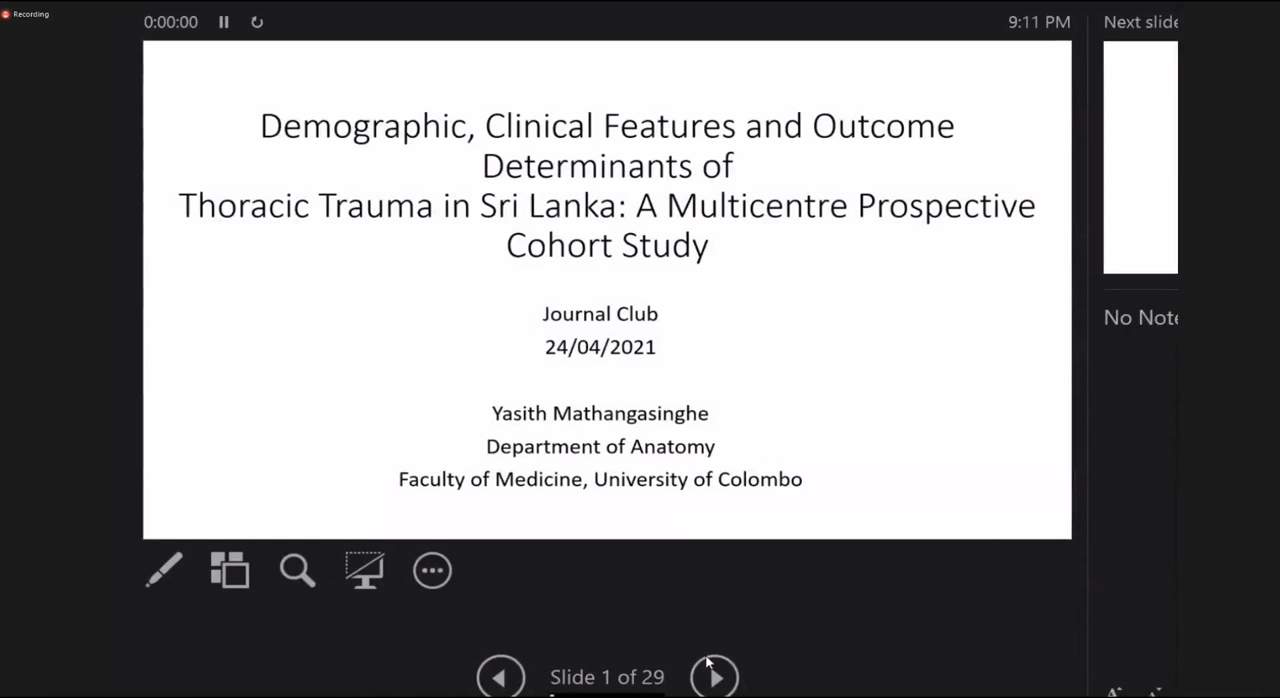 Recording
0:00:00
9:11 PM
Next slide
Demographic, Clinical Features and Outcome
Determinants of
Thoracic Trauma in Sri Lanka: A Multicentre Prospective
Cohort Study
Journal Club
24/04/2021
Yasith Mathangasinghe
Department of Anatomy
Faculty of Medicine, University of Colombo
No Note
Slide 1 of 29